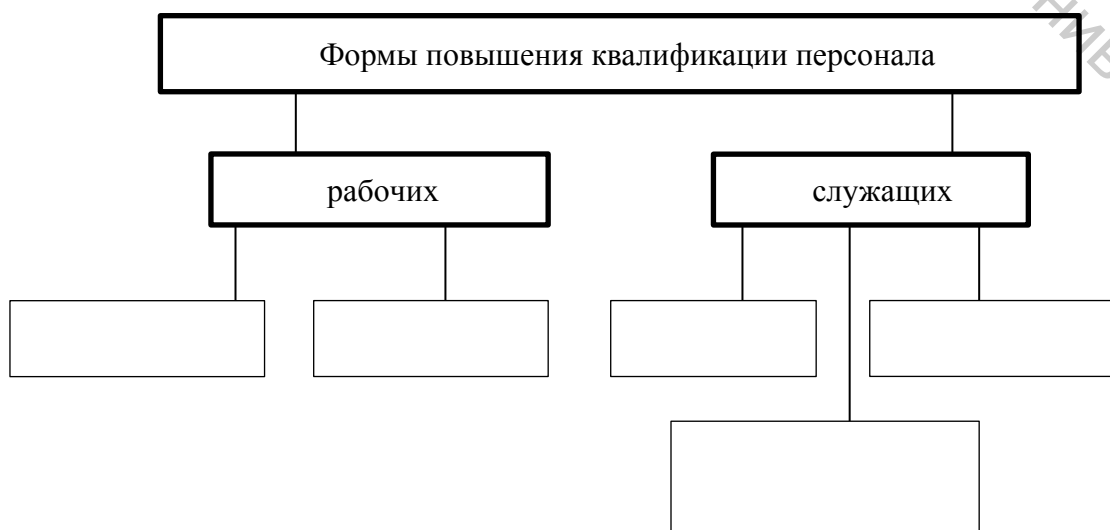 Формы повышения квалификации персонала
рабочих
служащих